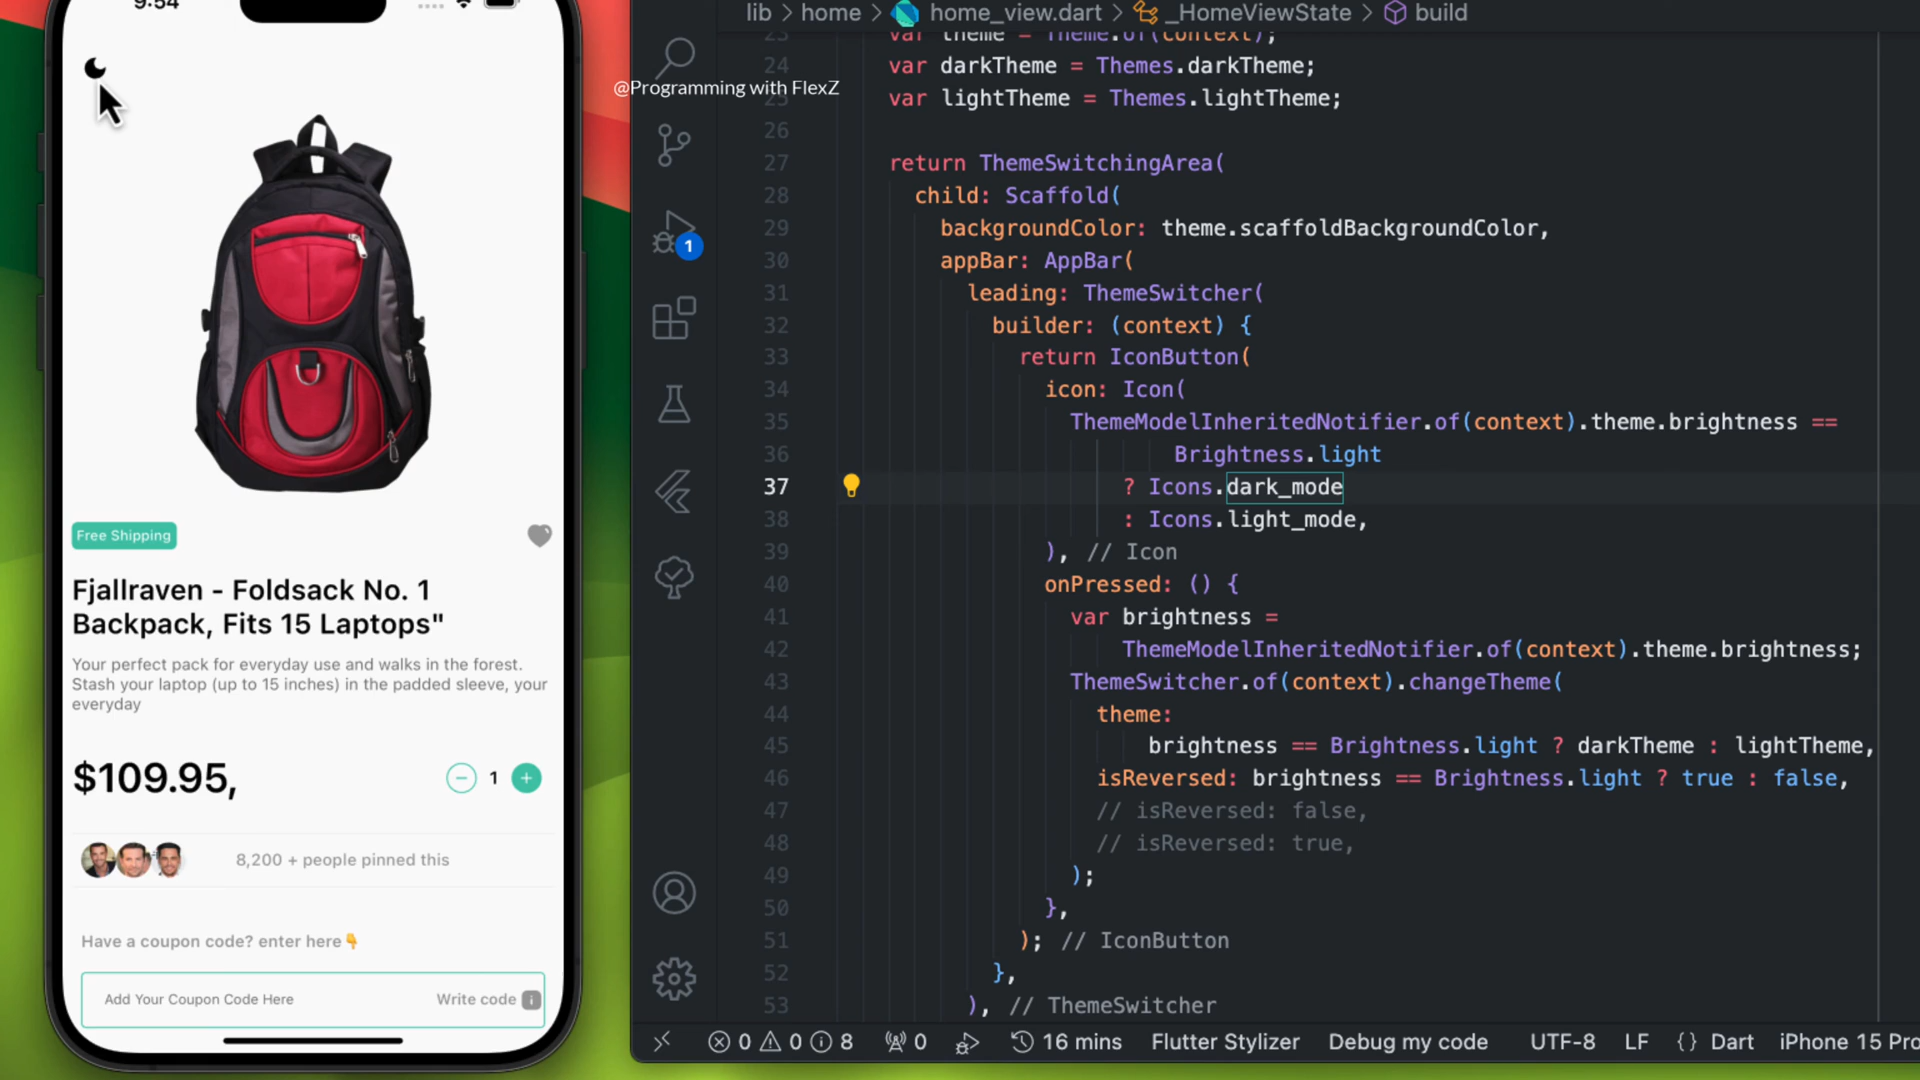 9:54
Free Shipping
Fjallraven - Foldsack No. 1
Backpack, Fits 15 Laptops"
Your perfect pack for everyday use and walks in the forest.
Stash your laptop (up to 15 inches) in the padded sleeve, your
everyday
$109.95,
1
8,200 + people pinned this
Have a coupon code? enter here👇
Add Your Coupon Code Here
Write code
@Programming with FlexZ
1
lib > home > home_view.dart > _HomeViewState > build
23 var theme = Theme.of(context);
24 var darkTheme = Themes.darkTheme;
25 var lightTheme = Themes.lightTheme;
26
27 return ThemeSwitchingArea(
28 child: Scaffold(
29 backgroundColor: theme.scaffoldBackgroundColor,
30 appBar: AppBar(
31 leading: ThemeSwitcher(
32 builder: (context) {
33 return IconButton(
34 icon: Icon(
35 ThemeModelInheritedNotifier.of(context).theme.brightness ==
36 Brightness.light
37 ? Icons.dark_mode
38 : Icons.light_mode,
39 ), // Icon
40 onPressed: () {
41 var brightness =
42 ThemeModelInheritedNotifier.of(context).theme.brightness;
43 ThemeSwitcher.of(context).changeTheme(
44 theme:
45 brightness == Brightness.light ? darkTheme : lightTheme,
46 isReversed: brightness == Brightness.light ? true : false,
47 // isReversed: false,
48 // isReversed: true,
49 );
50 },
51 ); // IconButton
52 },
53 ), // ThemeSwitcher
0 0 8 0 16 mins Flutter Stylizer Debug my code UTF-8 LF {} Dart iPhone 15 Pro